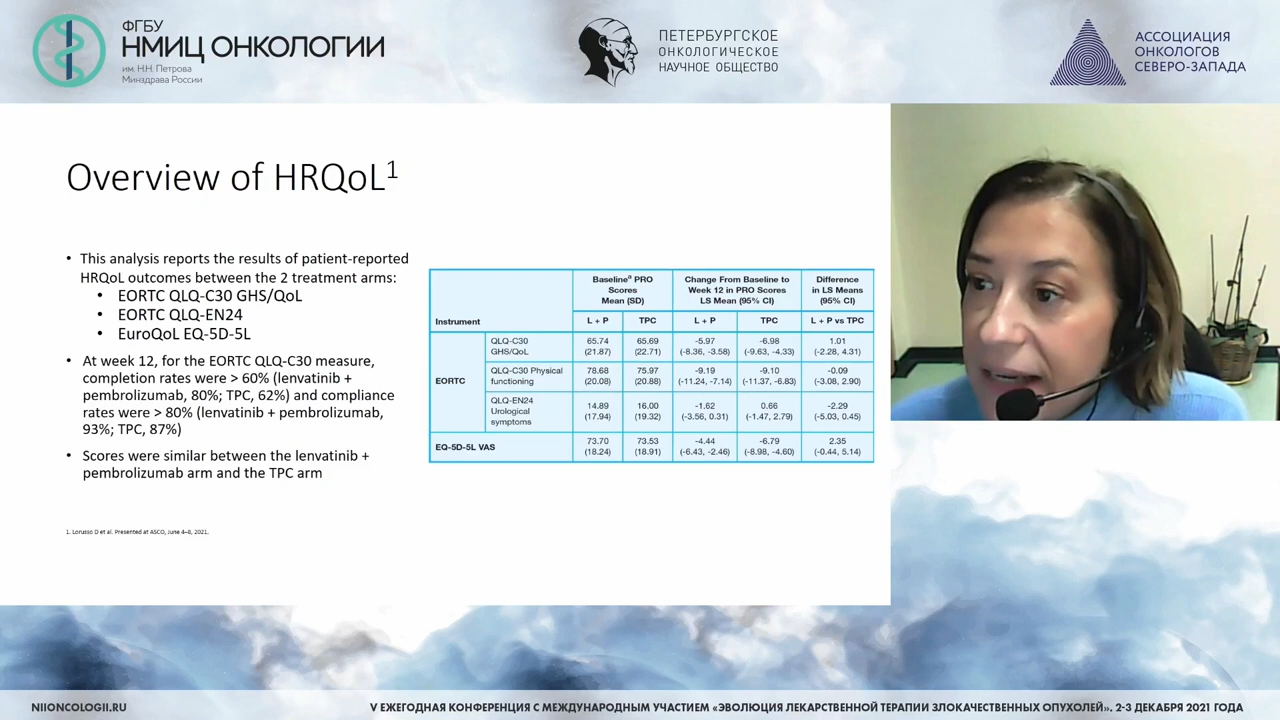 ФГБУ
НМИЦ ОНКОЛОГИИ
им. Н.Н. Петрова
Минздрава России
ПЕТЕРБУРГСКОЕ
ОНКОЛОГИЧЕСКОЕ
НАУЧНОЕ ОБЩЕСТВО
АССОЦИАЦИЯ
ОНКОЛОГОВ
СЕВЕРО-ЗАПАДА
Overview of HRQoL1
• This analysis reports the results of patient-reported
HRQoL outcomes between the 2 treatment arms:
• EORTC QLQ-C30 GHS/QoL
• EORTC QLQ-EN24
• EuroQoL EQ-5D-5L
• At week 12, for the EORTC QLQ-C30 measure,
completion rates were > 60% (lenvatinib +
pembrolizumab, 80%; TPC, 62%) and compliance
rates were > 80% (lenvatinib + pembrolizumab,
93%; TPC, 87%)
• Scores were similar between the lenvatinib +
pembrolizumab arm and the TPC arm
Instrument
Baselineª PRO
Scores
Mean (SD)
Change From Baseline to
Week 12 in PRO Scores
LS Mean (95% CI)
Difference
in LS Means
(95% CI)
L + P TPC L + P TPC L + P vs TPC
EORTC
QLQ-C30
GHS/QoL
65.74 65.69 -5.97 -6.98 1.01
(21.87) (22.71) (-8.36, -3.58) (-9.63, -4.33) (-2.28, 4.31)
QLQ-C30 Physical
functioning
78.68 75.97 -9.19 -9.10 -0.09
(20.08) (20.88) (-11.24, -7.14) (-11.37, -6.83) (-3.08, 2.90)
QLQ-EN24
Urological
symptoms
14.89 16.00 -1.62 0.66 -2.29
(17.94) (19.32) (-3.56, 0.31) (-1.47, 2.79) (-5.03, 0.45)
EQ-5D-5L VAS
73.70 73.53 -4.44 -6.79 2.35
(18.24) (18.91) (-6.43, -2.46) (-8.98, -4.60) (-0.44, 5.14)
1. Lorusso D et al. Presented at ASCO, June 4–8, 2021.
NIIONCOLOGII.RU
V ЕЖЕГОДНАЯ КОНФЕРЕНЦИЯ С МЕЖДУНАРОДНЫМ УЧАСТИЕМ «ЭВОЛЮЦИЯ ЛЕКАРСТВЕННОЙ ТЕРАПИИ ЗЛОКАЧЕСТВЕННЫХ ОПУХОЛЕЙ». 2-3 ДЕКАБРЯ 2021 ГОДА